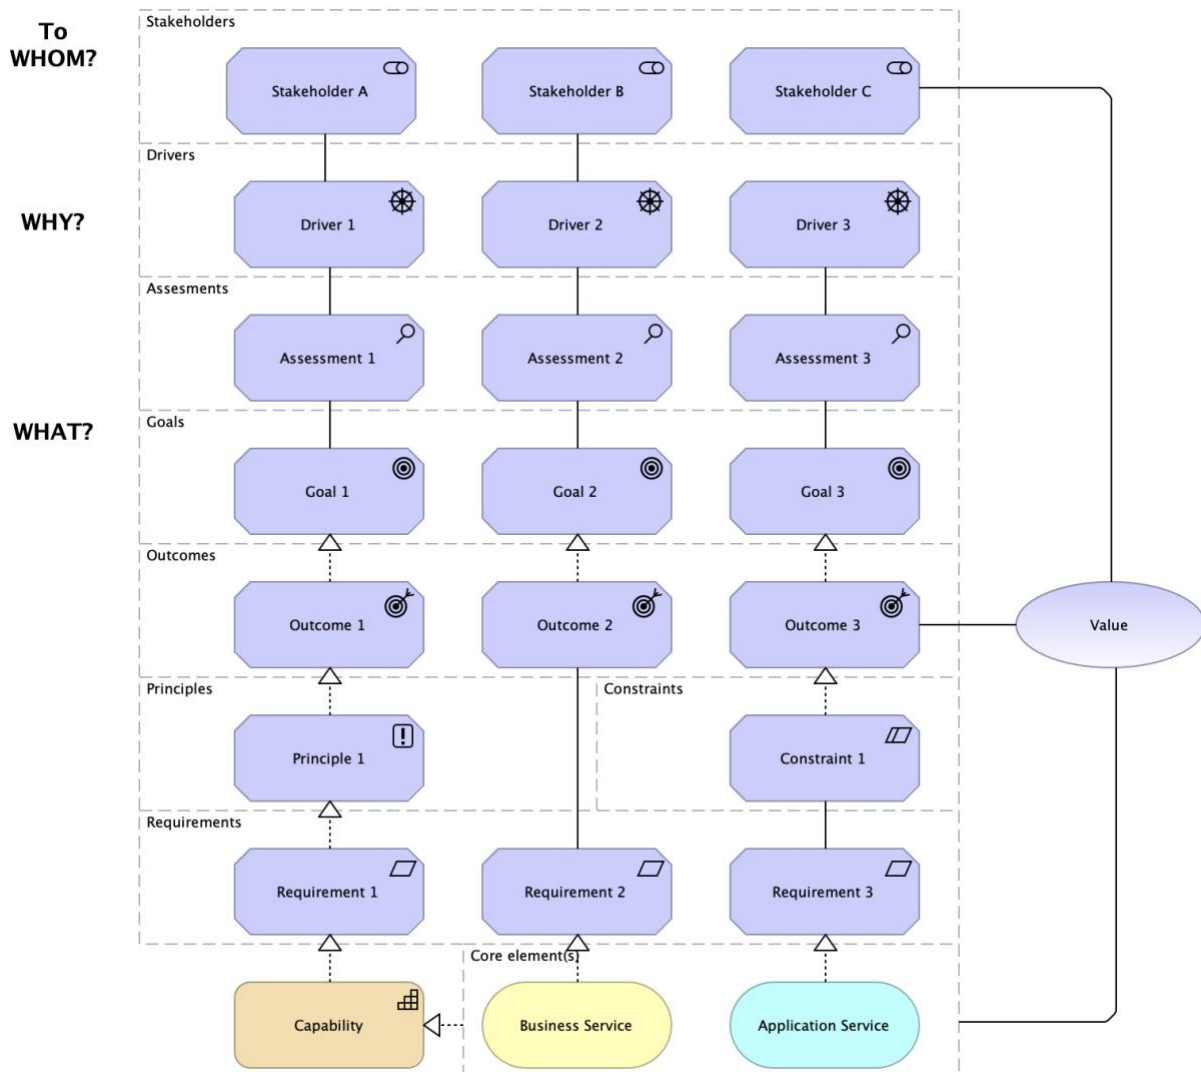 To
WHOM?
Stakeholders
Stakeholder A
Stakeholder B
Stakeholder C
Drivers
WHY?
Driver 1
Driver 2
Driver 3
Assesments
Assessment 1
Assessment 2
Assessment 3
Goals
WHAT?
Goal 1
Goal 2
Goal 3
Outcomes
Outcome 1
Outcome 2
Outcome 3
Value
Principles
Constraints
Principle 1
Constraint 1
Requirements
Requirement 1
Requirement 2
Requirement 3
Core element(s)
Capability
Business Service
Application Service